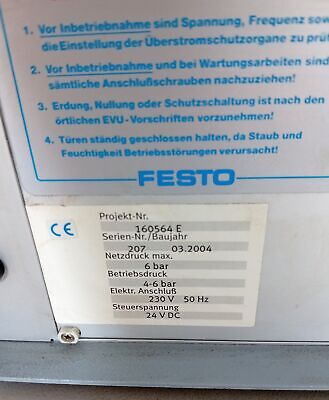 1. Vor Inbetriebnahme sind Spannung, Frequenz sow
die Einstellung der Überstromschutzorgane zu prüf
2. Vor Inbetriebnahme und bei Wartungsarbeiten sind
sämtliche Anschlußschrauben nachzuziehen!
3. Erdung, Nullung oder Schutzschaltung ist nach den
örtlichen EVU-Vorschriften vorzunehmen!
4. Türen ständig geschlossen halten, da Staub und
Feuchtigkeit Betriebsstörungen verursacht!
FESTO
CE
Projekt-Nr.
160564 E
Serien-Nr./Baujahr
207 03.2004
Netzdruck max.
6 bar
Betriebsdruck
4-6 bar
Elektr. Anschluß
230 V 50 Hz
Steuerspannung
24 V DC